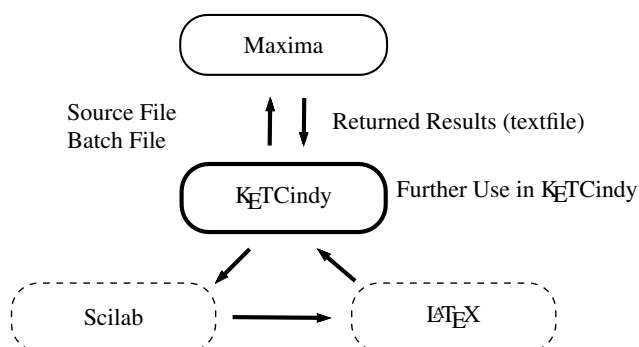 Maxima
Source File
Batch File
Returned Results (textfile)
KETCindy
Further Use in KETCindy
Scilab
LATEX